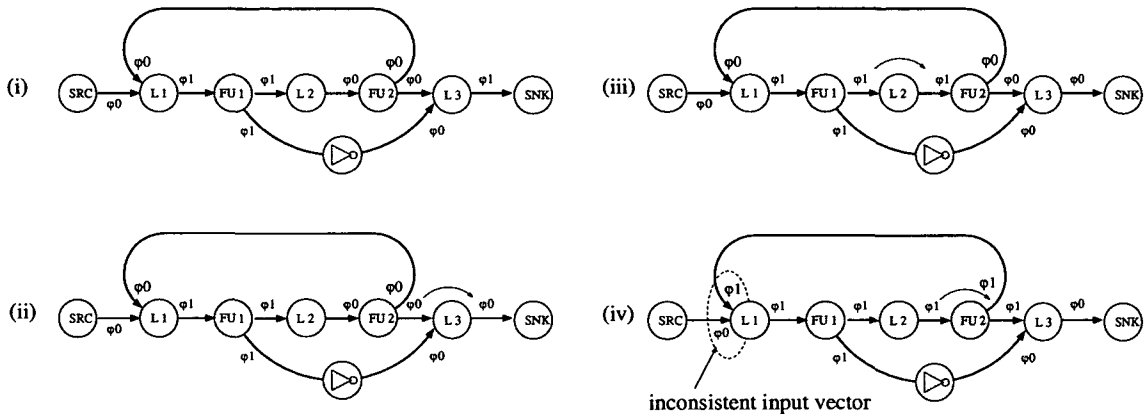 (i)
φ0 φ0
SRC φ0 L 1 φ1 FU 1 φ1 L 2 φ0 FU 2 φ0 L 3 φ1 SNK
φ1 φ0
(ii)
φ0 φ0
SRC φ0 L 1 φ1 FU 1 φ1 L 2 φ0 FU 2 φ0 L 3 φ0 SNK
φ1 φ0
(iii)
φ0 φ0
SRC φ0 L 1 φ1 FU 1 φ1 L 2 φ1 FU 2 φ0 L 3 φ0 SNK
φ1 φ0
(iv)
φ1 φ1
SRC φ0 L 1 φ1 FU 1 φ1 L 2 φ1 FU 2 φ1 L 3 φ0 SNK
φ1 φ0
inconsistent input vector